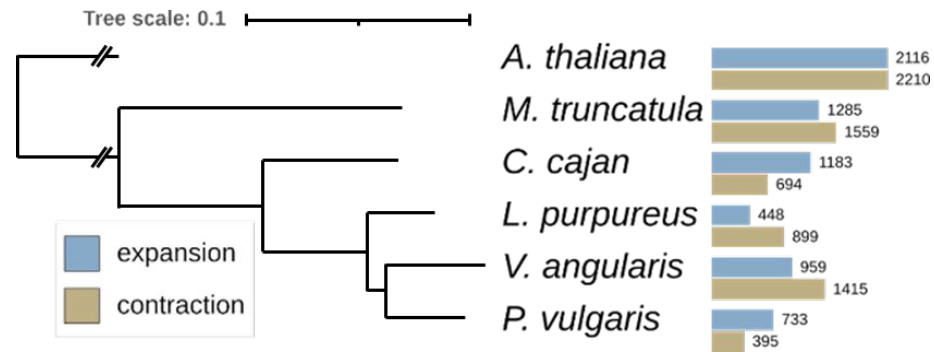 Tree scale: 0.1
A. thaliana
2116
2210
M. truncatula
1285
1559
C. cajan
1183
694
L. purpureus
448
899
V. angularis
959
1415
P. vulgaris
733
395
expansion
contraction